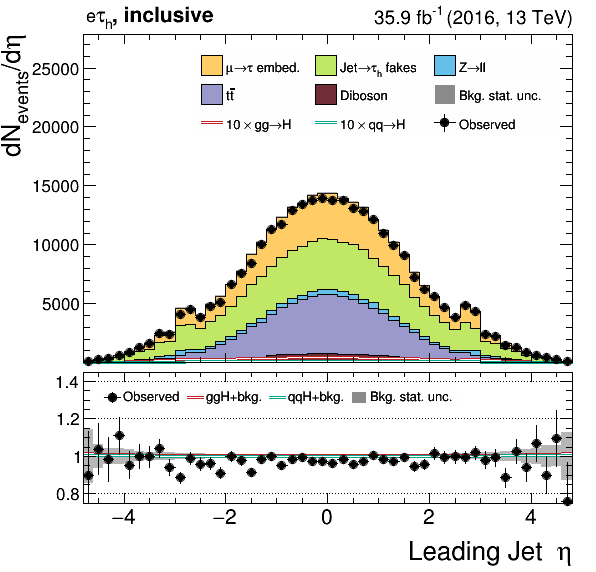 eτh, inclusive 35.9 fb⁻¹ (2016, 13 TeV)
dNevents/dη
25000
20000
15000
10000
5000
μ→τ embed. Jet→τh fakes Z→ll
tt̄ Diboson Bkg. stat. unc.
10 × gg→H 10 × qq→H Observed
1.4
1.2
1
0.8
Observed ggH+bkg. qqH+bkg. Bkg. stat. unc.
−4 −2 0 2 4
Leading Jet η